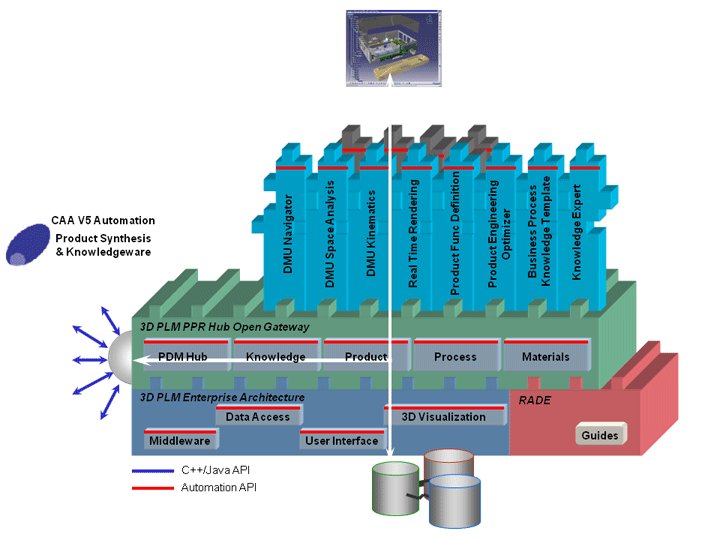 CAA V5 Automation
Product Synthesis
& Knowledgeware
DMU Navigator
DMU Space Analysis
DMU Kinematics
Real Time Rendering
Product Func Definition
Product Engineering
Optimizer
Business Process
Knowledge Template
Knowledge Expert
3D PLM PPR Hub Open Gateway
PDM Hub
Knowledge
Product
Process
Materials
3D PLM Enterprise Architecture
RADE
Data Access
3D Visualization
Middleware
User Interface
Guides
C++/Java API
Automation API